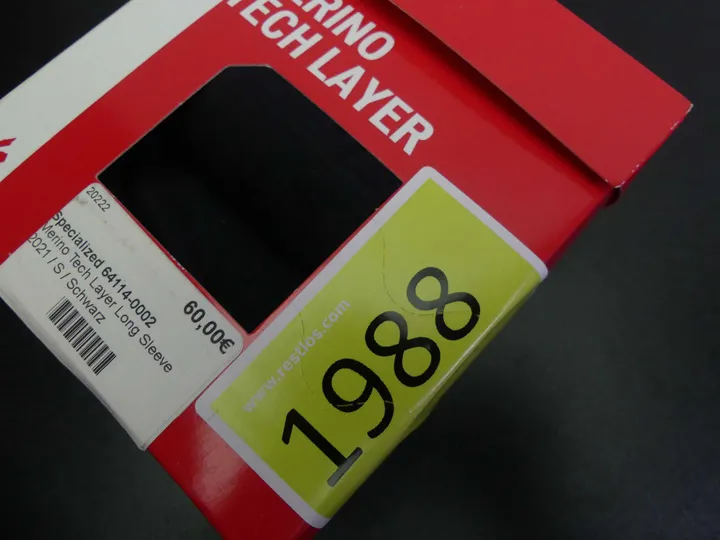 MERINO
TECH LAYER
20222
Specialized 64114-0002
Merino Tech Layer Long Sleeve
2021 / S / Schwarz
60,00€
www.restlos.com
1988